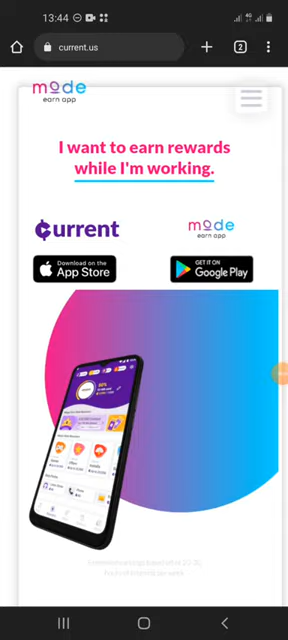 13:44
current.us
2
mode
earn app
I want to earn rewards
while I'm working.
Current
mode
earn app
Download on the
App Store
GET IT ON
Google Play